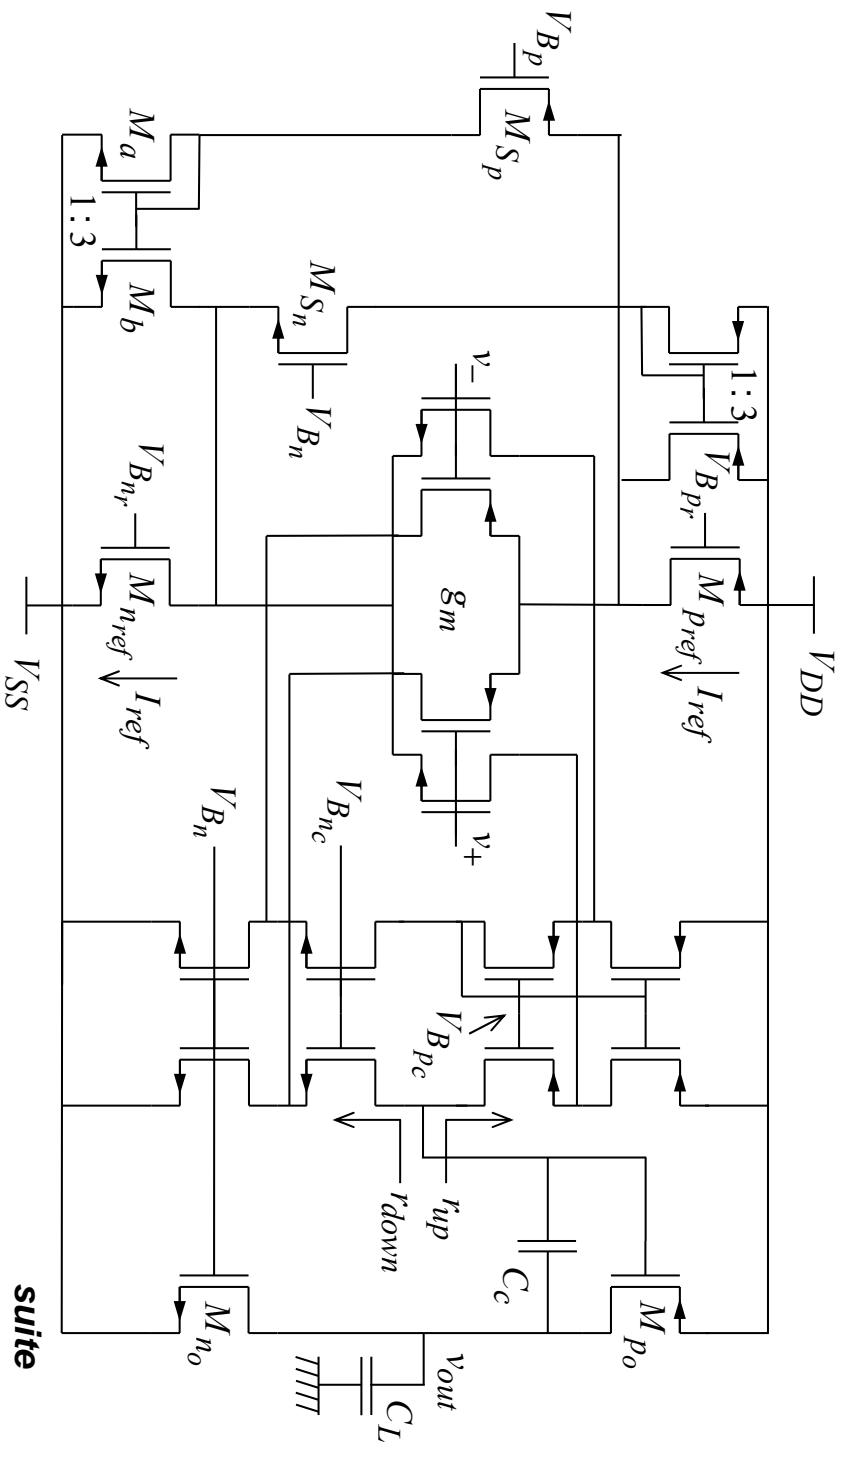 V_{DD}
V_{B_p}
M_{S_p}
1 : 3
V_{B_{pr}}
M_{p_{ref}}
I_{ref}
M_{p_o}
v_-
g_m
v_+
V_{B_{pc}}
r_{up}
C_c
v_{out}
M_{S_n}
V_{B_n}
V_{B_{nc}}
r_{down}
C_L
M_a
1 : 3
M_b
V_{B_{nr}}
M_{n_{ref}}
I_{ref}
V_{B_n}
M_{n_o}
V_{SS}
suite